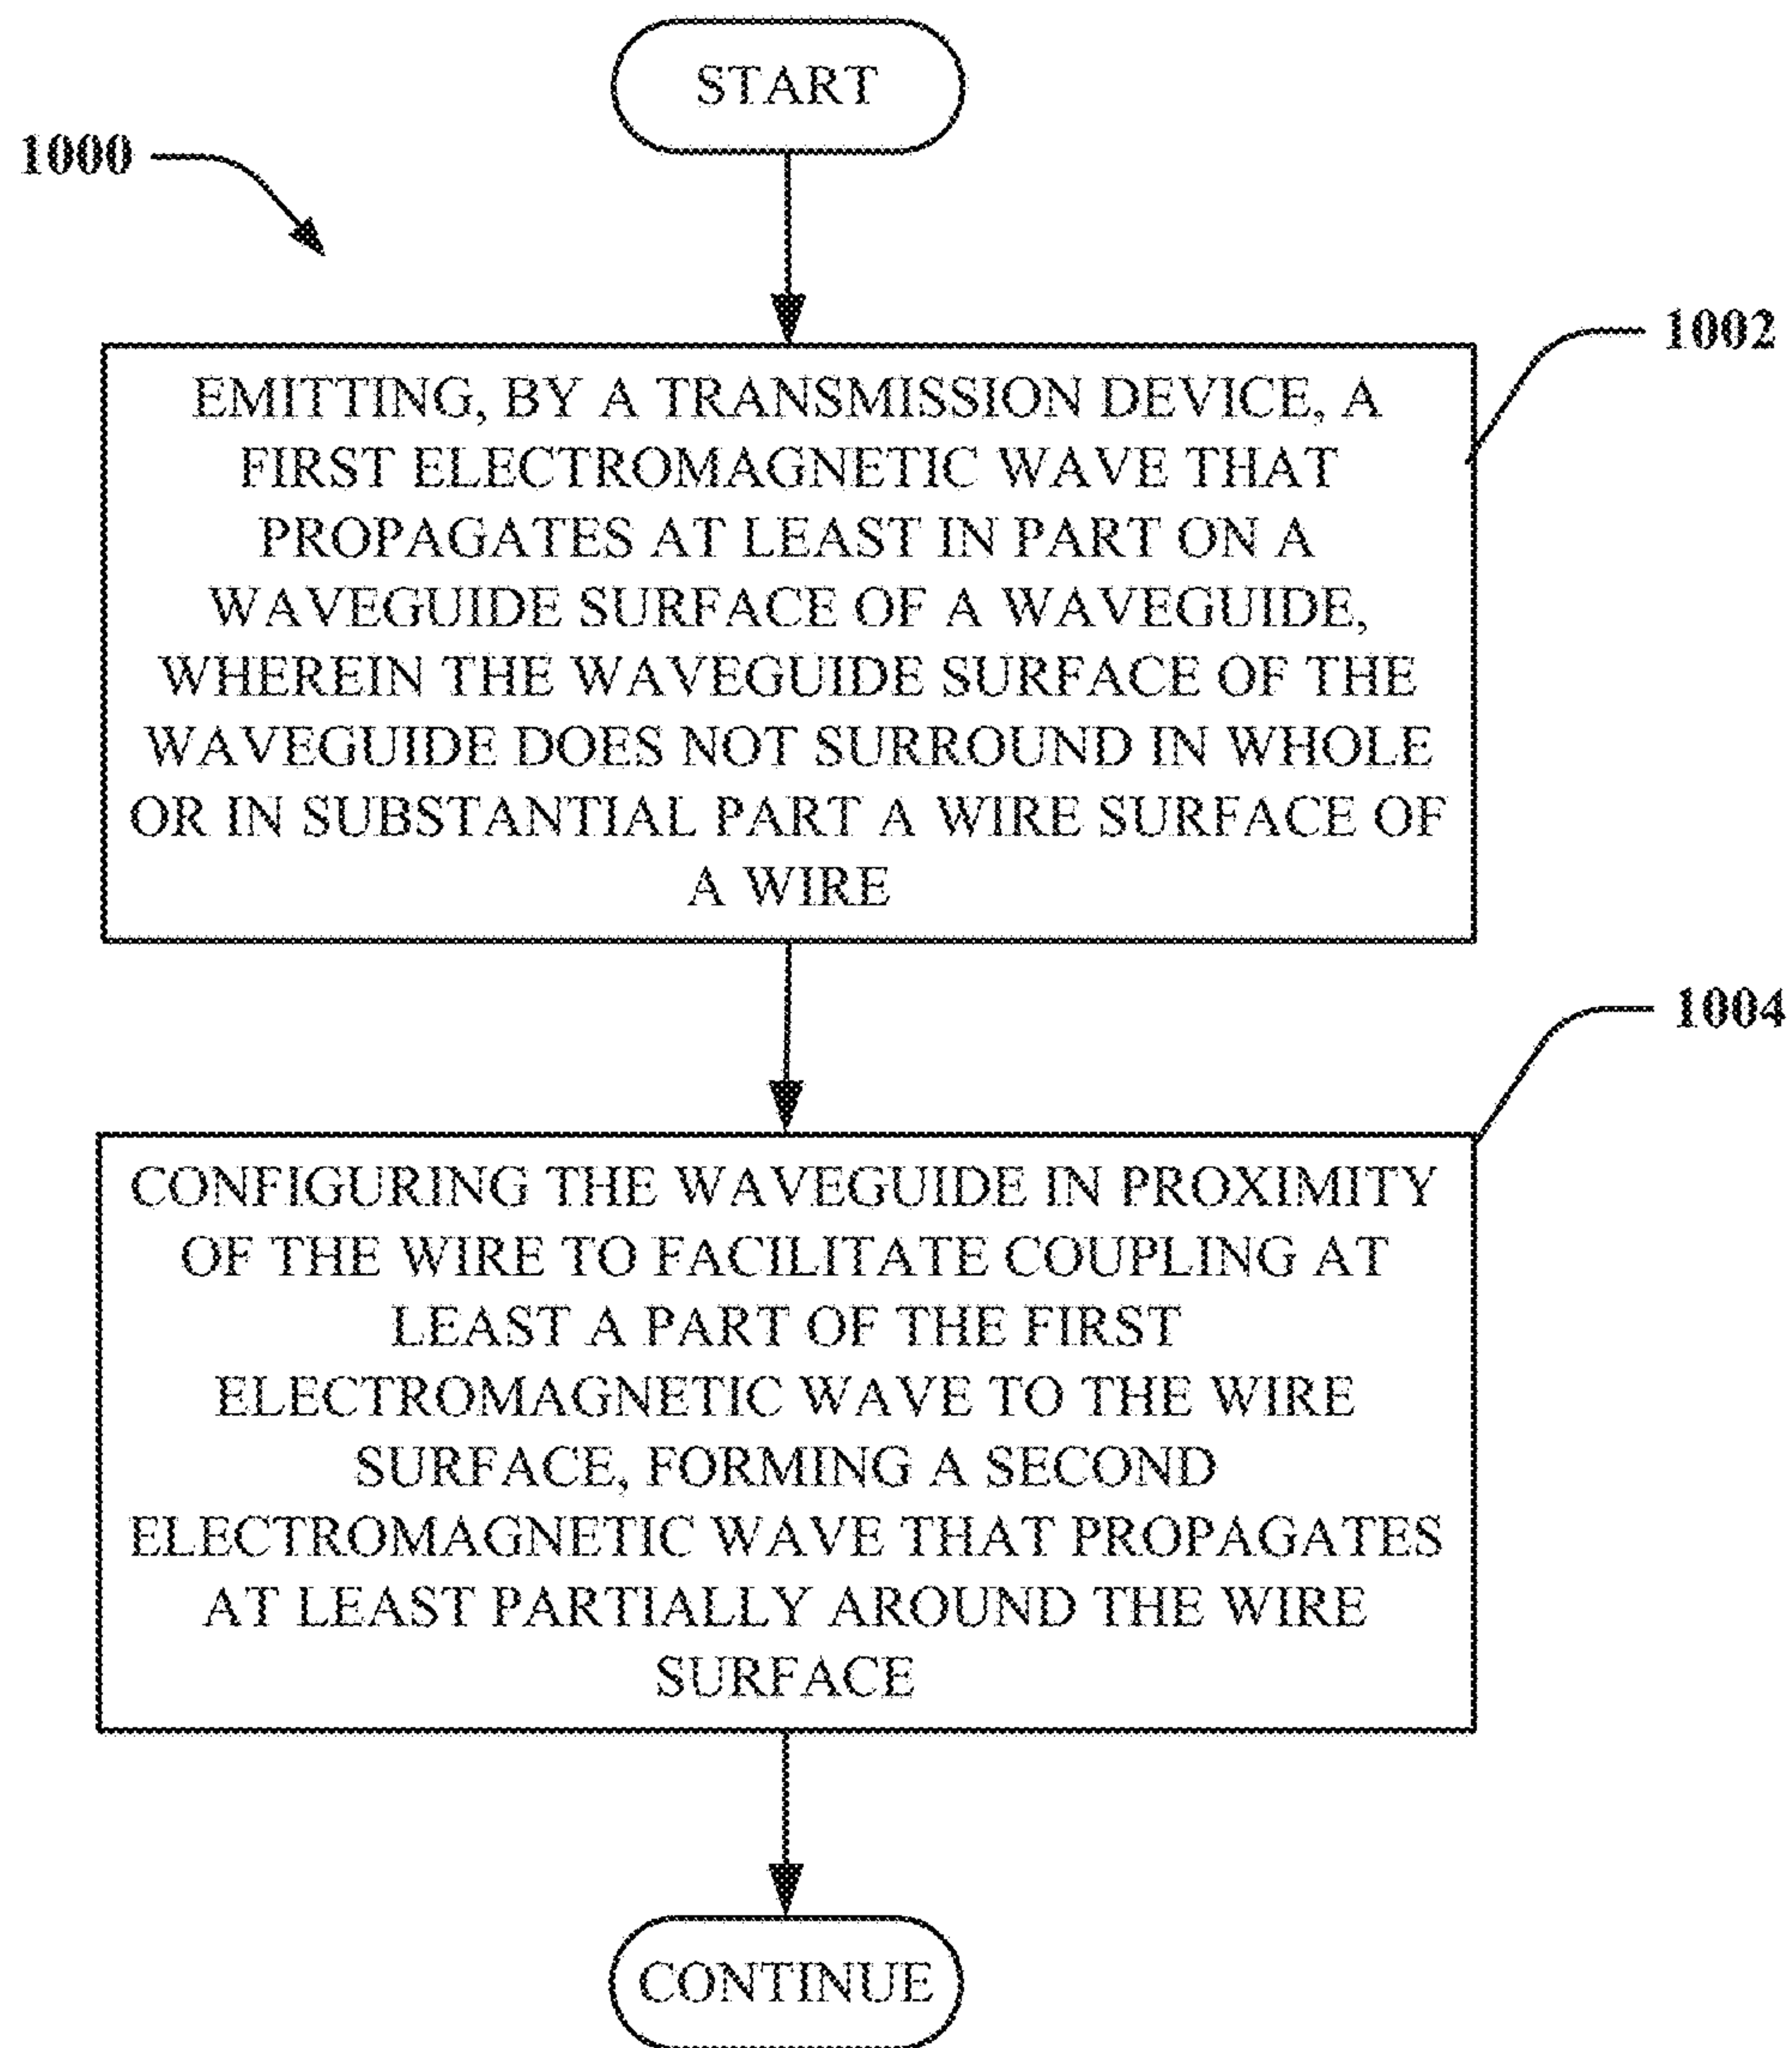 START
1000
1002
EMITTING, BY A TRANSMISSION DEVICE, A
FIRST ELECTROMAGNETIC WAVE THAT
PROPAGATES AT LEAST IN PART ON A
WAVEGUIDE SURFACE OF A WAVEGUIDE,
WHEREIN THE WAVEGUIDE SURFACE OF THE
WAVEGUIDE DOES NOT SURROUND IN WHOLE
OR IN SUBSTANTIAL PART A WIRE SURFACE OF
A WIRE
1004
CONFIGURING THE WAVEGUIDE IN PROXIMITY
OF THE WIRE TO FACILITATE COUPLING AT
LEAST A PART OF THE FIRST
ELECTROMAGNETIC WAVE TO THE WIRE
SURFACE, FORMING A SECOND
ELECTROMAGNETIC WAVE THAT PROPAGATES
AT LEAST PARTIALLY AROUND THE WIRE
SURFACE
CONTINUE